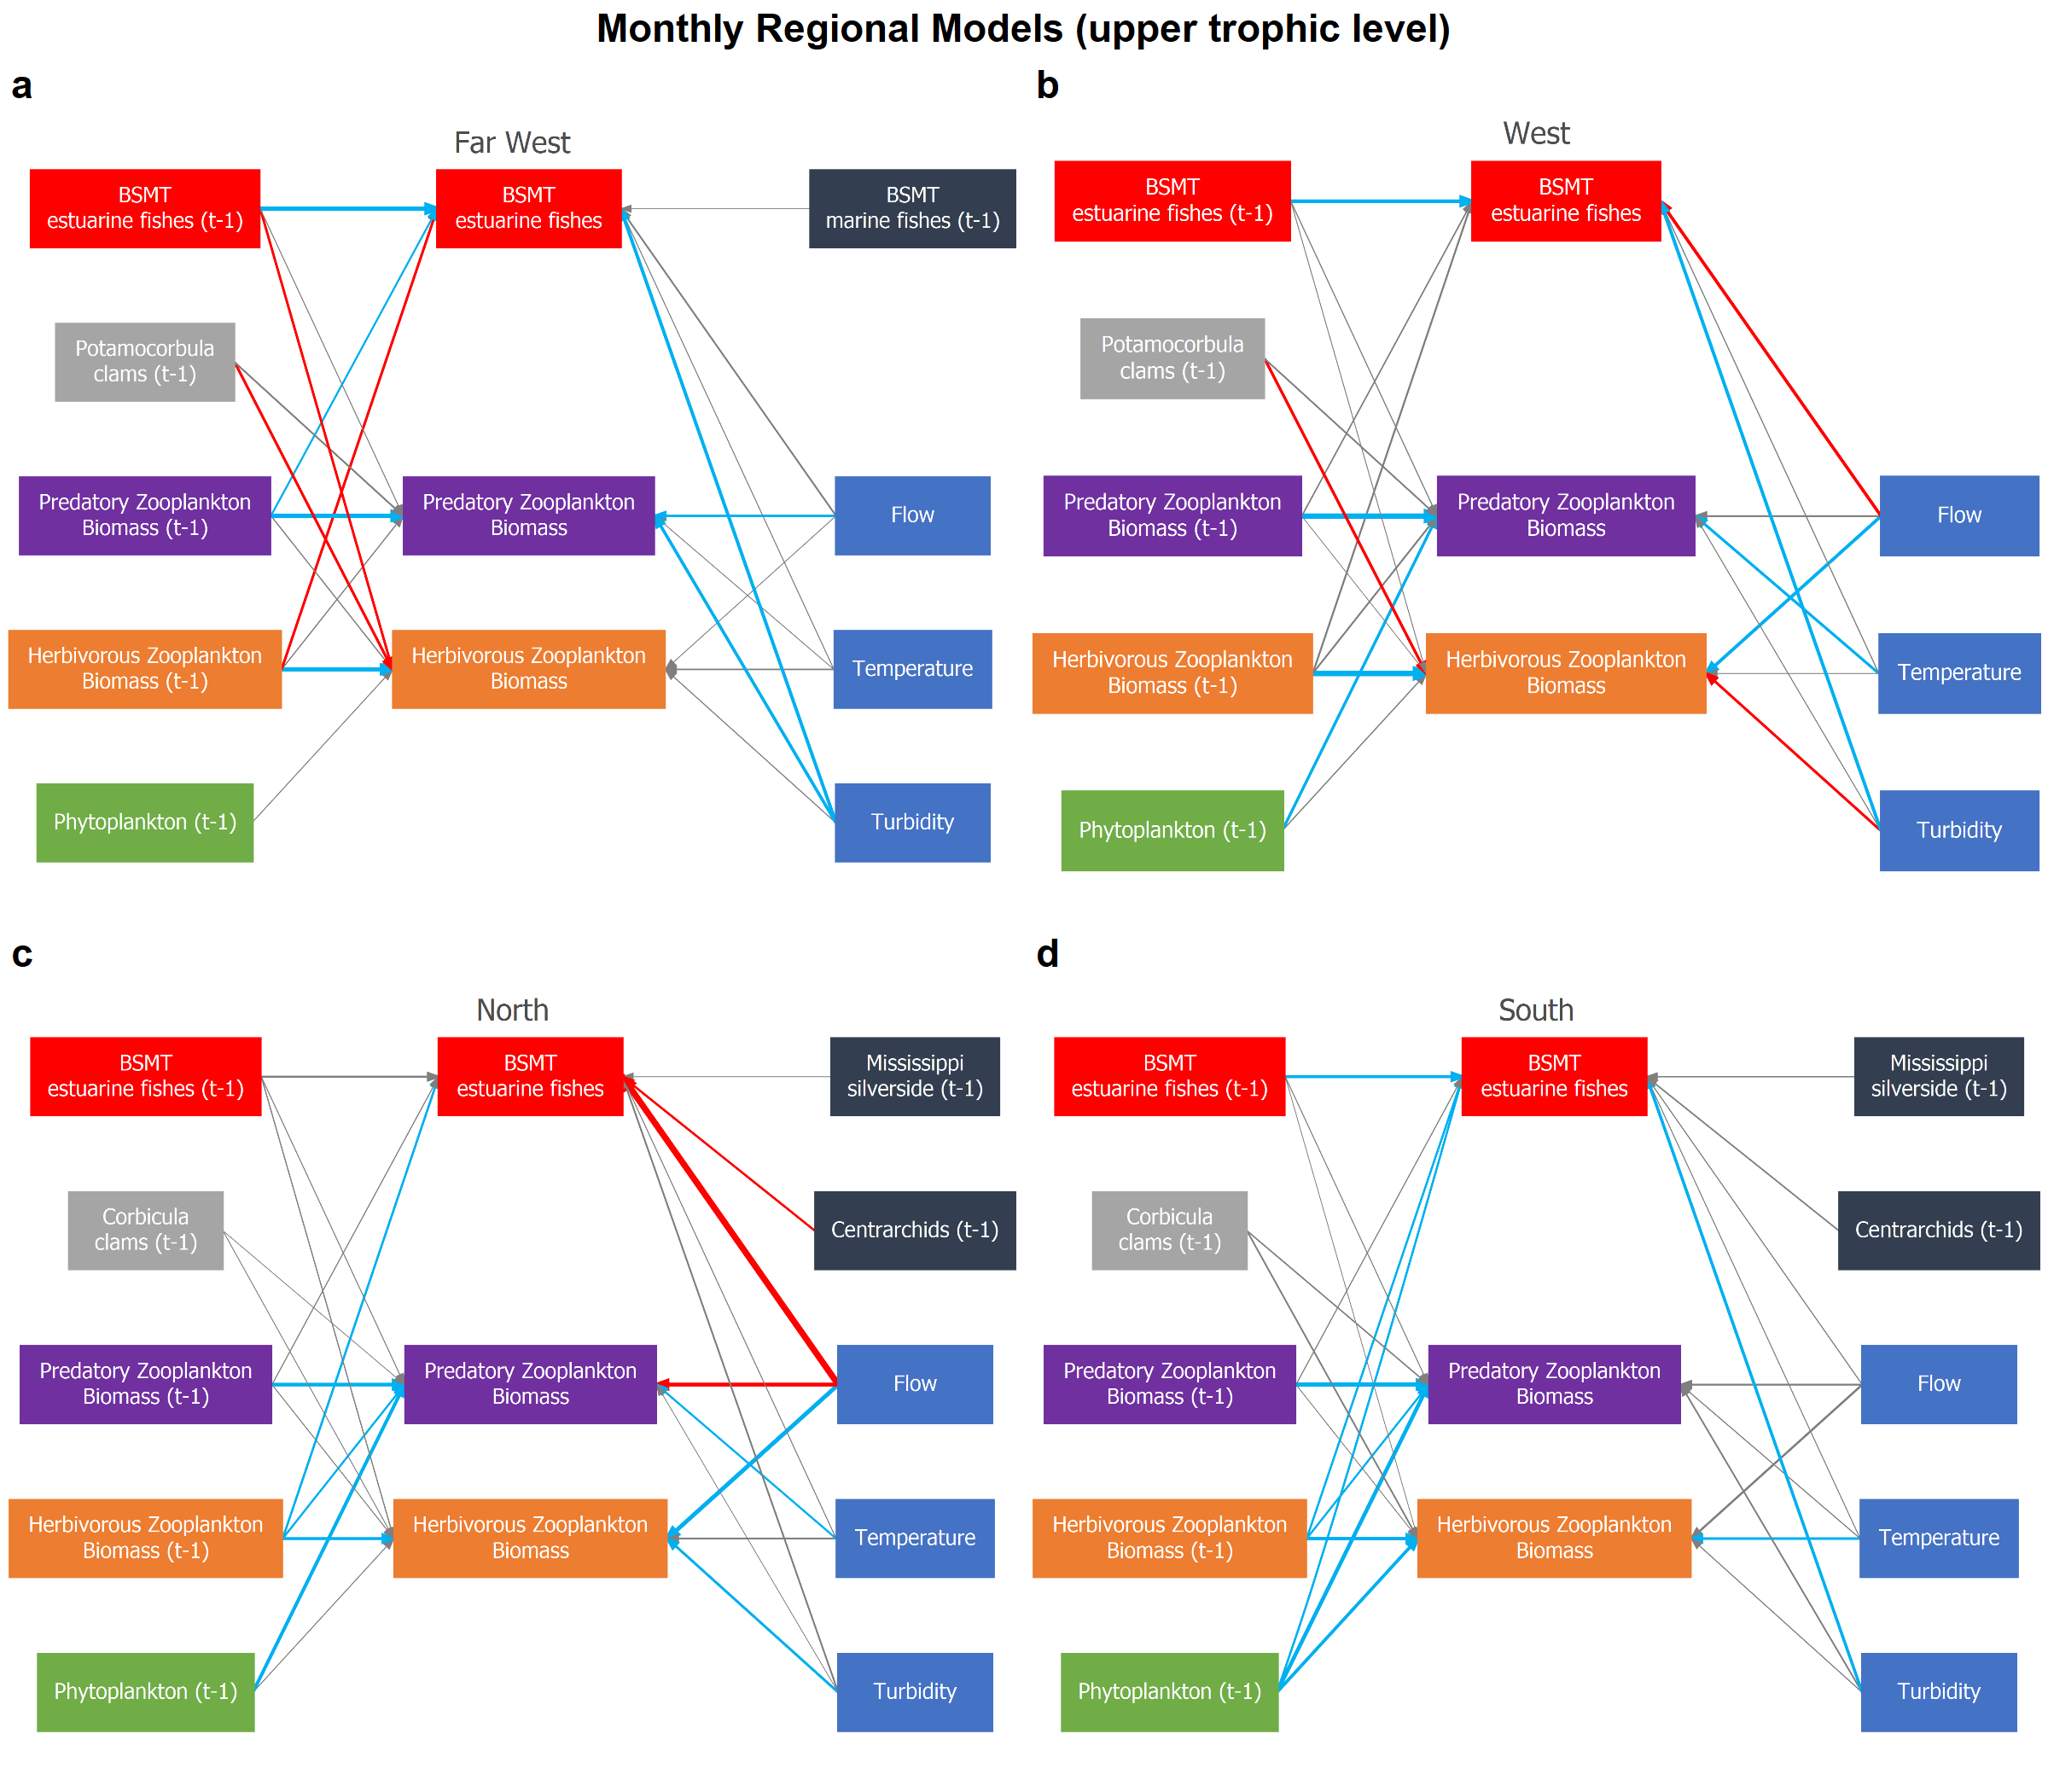 Monthly Regional Models (upper trophic level)
a
Far West
BSMT
estuarine fishes (t-1)
BSMT
estuarine fishes
BSMT
marine fishes (t-1)
Potamocorbula
clams (t-1)
Predatory Zooplankton
Biomass (t-1)
Predatory Zooplankton
Biomass
Flow
Herbivorous Zooplankton
Biomass (t-1)
Herbivorous Zooplankton
Biomass
Temperature
Phytoplankton (t-1)
Turbidity
b
West
BSMT
estuarine fishes (t-1)
BSMT
estuarine fishes
Potamocorbula
clams (t-1)
Predatory Zooplankton
Biomass (t-1)
Predatory Zooplankton
Biomass
Flow
Herbivorous Zooplankton
Biomass (t-1)
Herbivorous Zooplankton
Biomass
Temperature
Phytoplankton (t-1)
Turbidity
c
North
BSMT
estuarine fishes (t-1)
BSMT
estuarine fishes
Mississippi
silverside (t-1)
Corbicula
clams (t-1)
Centrarchids (t-1)
Predatory Zooplankton
Biomass (t-1)
Predatory Zooplankton
Biomass
Flow
Herbivorous Zooplankton
Biomass (t-1)
Herbivorous Zooplankton
Biomass
Temperature
Phytoplankton (t-1)
Turbidity
d
South
BSMT
estuarine fishes (t-1)
BSMT
estuarine fishes
Mississippi
silverside (t-1)
Corbicula
clams (t-1)
Centrarchids (t-1)
Predatory Zooplankton
Biomass (t-1)
Predatory Zooplankton
Biomass
Flow
Herbivorous Zooplankton
Biomass (t-1)
Herbivorous Zooplankton
Biomass
Temperature
Phytoplankton (t-1)
Turbidity